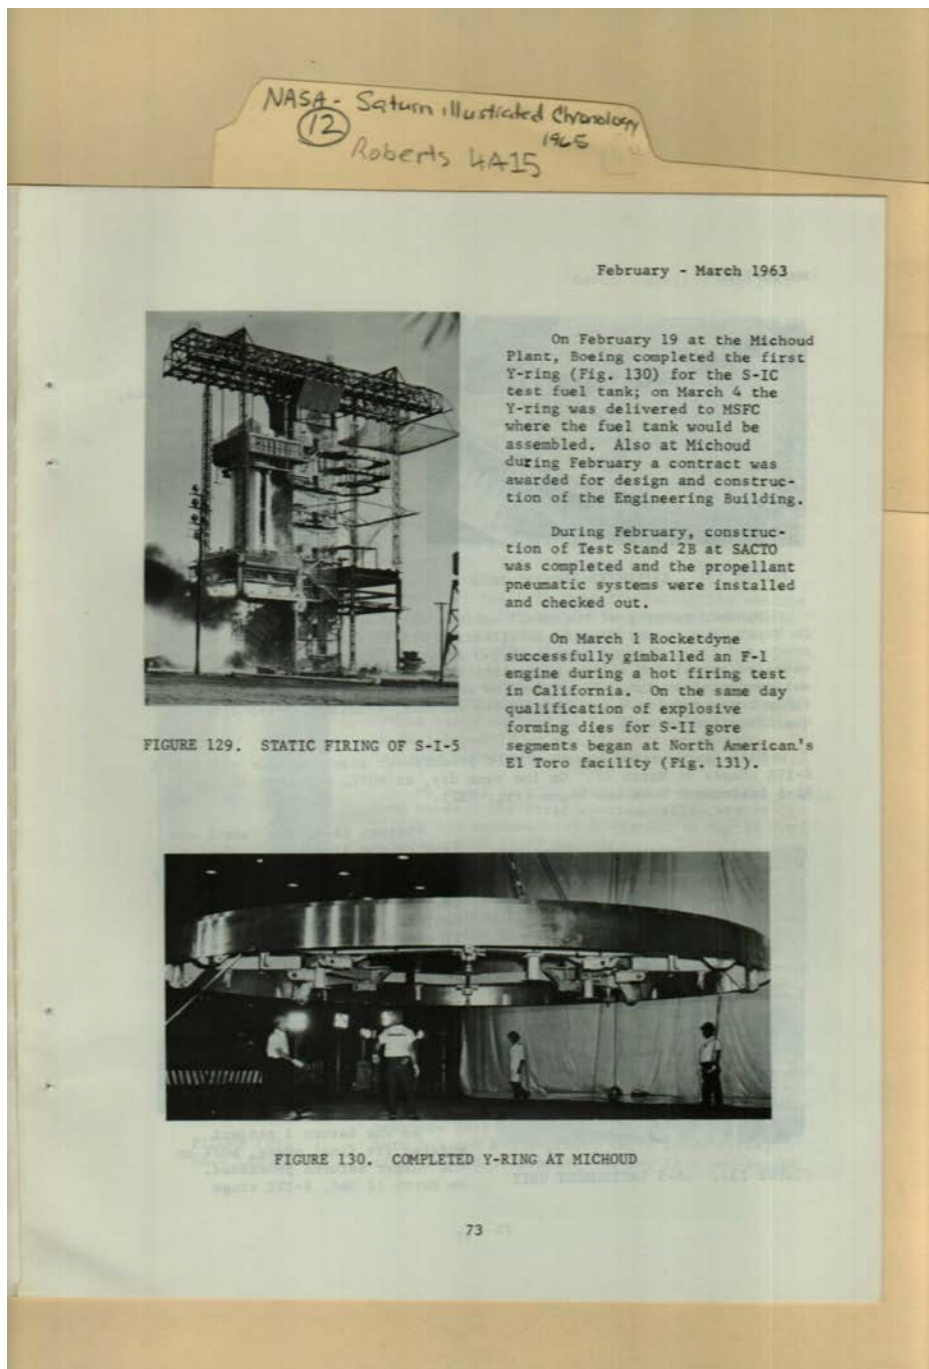 NASA - Saturn illustrated Chronology
12
1965
Roberts 4A15
February - March 1963
On February 19 at the Michoud
Plant, Boeing completed the first
Y-ring (Fig. 130) for the S-IC
test fuel tank; on March 4 the
Y-ring was delivered to MSFC
where the fuel tank would be
assembled. Also at Michoud
during February a contract was
awarded for design and construc-
tion of the Engineering Building.
During February, construc-
tion of Test Stand 2B at SACTO
was completed and the propellant
pneumatic systems were installed
and checked out.
On March 1 Rocketdyne
successfully gimballed an F-1
engine during a hot firing test
in California. On the same day
qualification of explosive
forming dies for S-II gore
segments began at North American's
El Toro facility (Fig. 131).
FIGURE 129. STATIC FIRING OF S-I-5
FIGURE 130. COMPLETED Y-RING AT MICHOUD
73